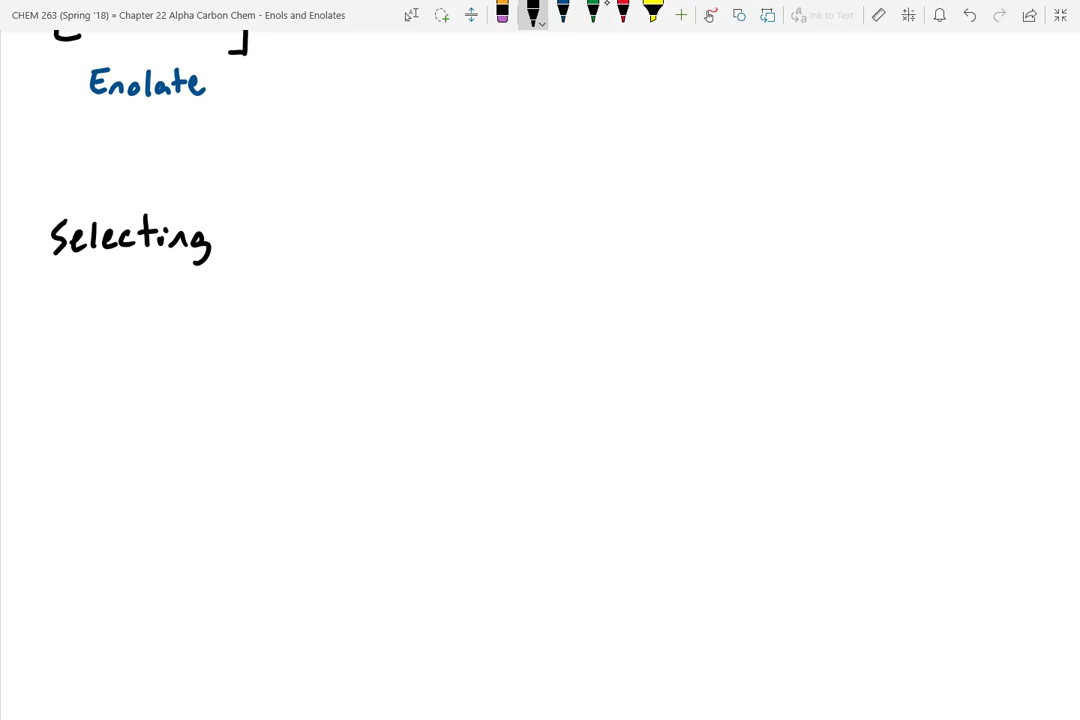 CHEM 263 (Spring '18) » Chapter 22 Alpha Carbon Chem - Enols and Enolates
Ink to Text
Enolate
Selecting